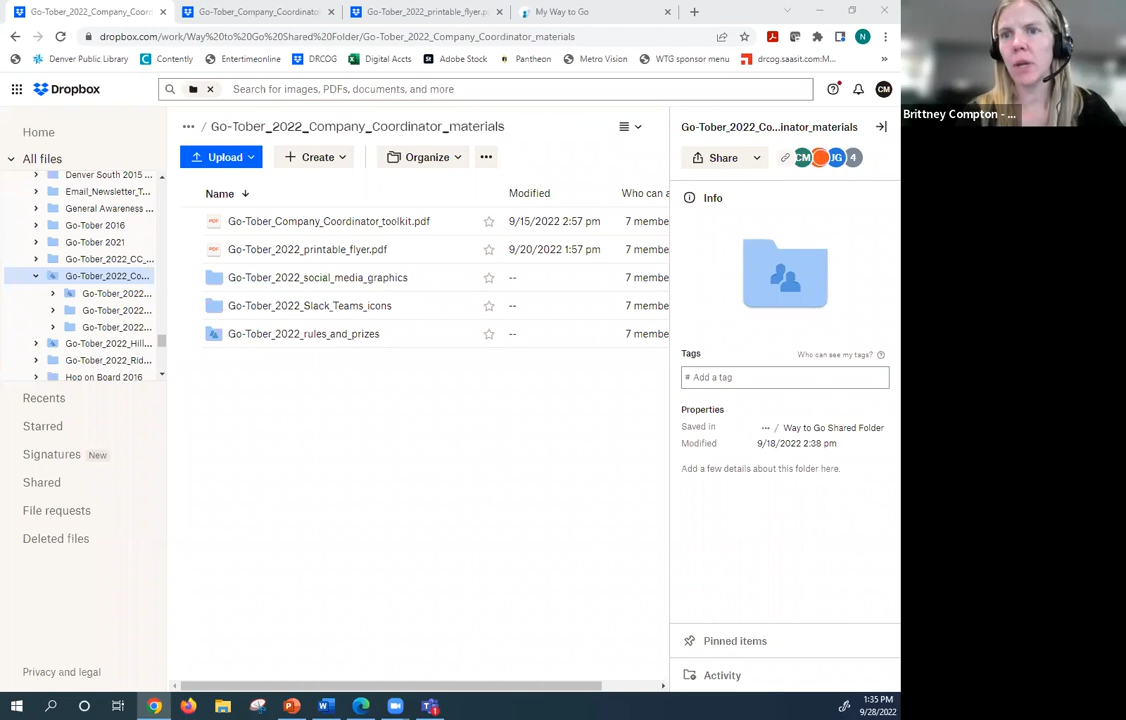 Go-Tober_2022_Company_Coord
Go-Tober_2022_Company_Coordinato
Go-Tober_2022_printable_flyer.p
My Way to Go
dropbox.com/work/Way%20to%20Go%20Shared%20Folder/Go-Tober_2022_Company_Coordinator_materials
N
Denver Public Library
Contently
Entertimeonline
DRCOG
Digital Accts
Adobe Stock
Pantheon
Metro Vision
WTG sponsor menu
drcog.saasit.com:M...
»
Dropbox
Search for images, PDFs, documents, and more
CM
Home
All files
Denver South 2015 ...
Email_Newsletter_T...
General Awareness ...
Go-Tober 2016
Go-Tober 2021
Go-Tober_2022_CC_...
Go-Tober_2022_Co...
Go-Tober_2022...
Go-Tober_2022...
Go-Tober_2022...
Go-Tober_2022_Hill...
Go-Tober_2022_Rid...
Hop on Board 2016
Recents
Starred
Signatures New
Shared
File requests
Deleted files
Privacy and legal
... / Go-Tober_2022_Company_Coordinator_materials
Upload
Create
Organize
...
Name
Modified
Who can a
PDF Go-Tober_Company_Coordinator_toolkit.pdf 9/15/2022 2:57 pm 7 membe
PDF Go-Tober_2022_printable_flyer.pdf 9/20/2022 1:57 pm 7 membe
Go-Tober_2022_social_media_graphics -- 7 membe
Go-Tober_2022_Slack_Teams_icons -- 7 membe
Go-Tober_2022_rules_and_prizes -- 7 membe
Go-Tober_2022_Co...inator_materials
Share
CM JG 4
Info
Tags
Who can see my tags?
# Add a tag
Properties
Saved in ... / Way to Go Shared Folder
Modified 9/18/2022 2:38 pm
Add a few details about this folder here.
Pinned items
Activity
1:35 PM
9/28/2022
Brittney Compton - ...